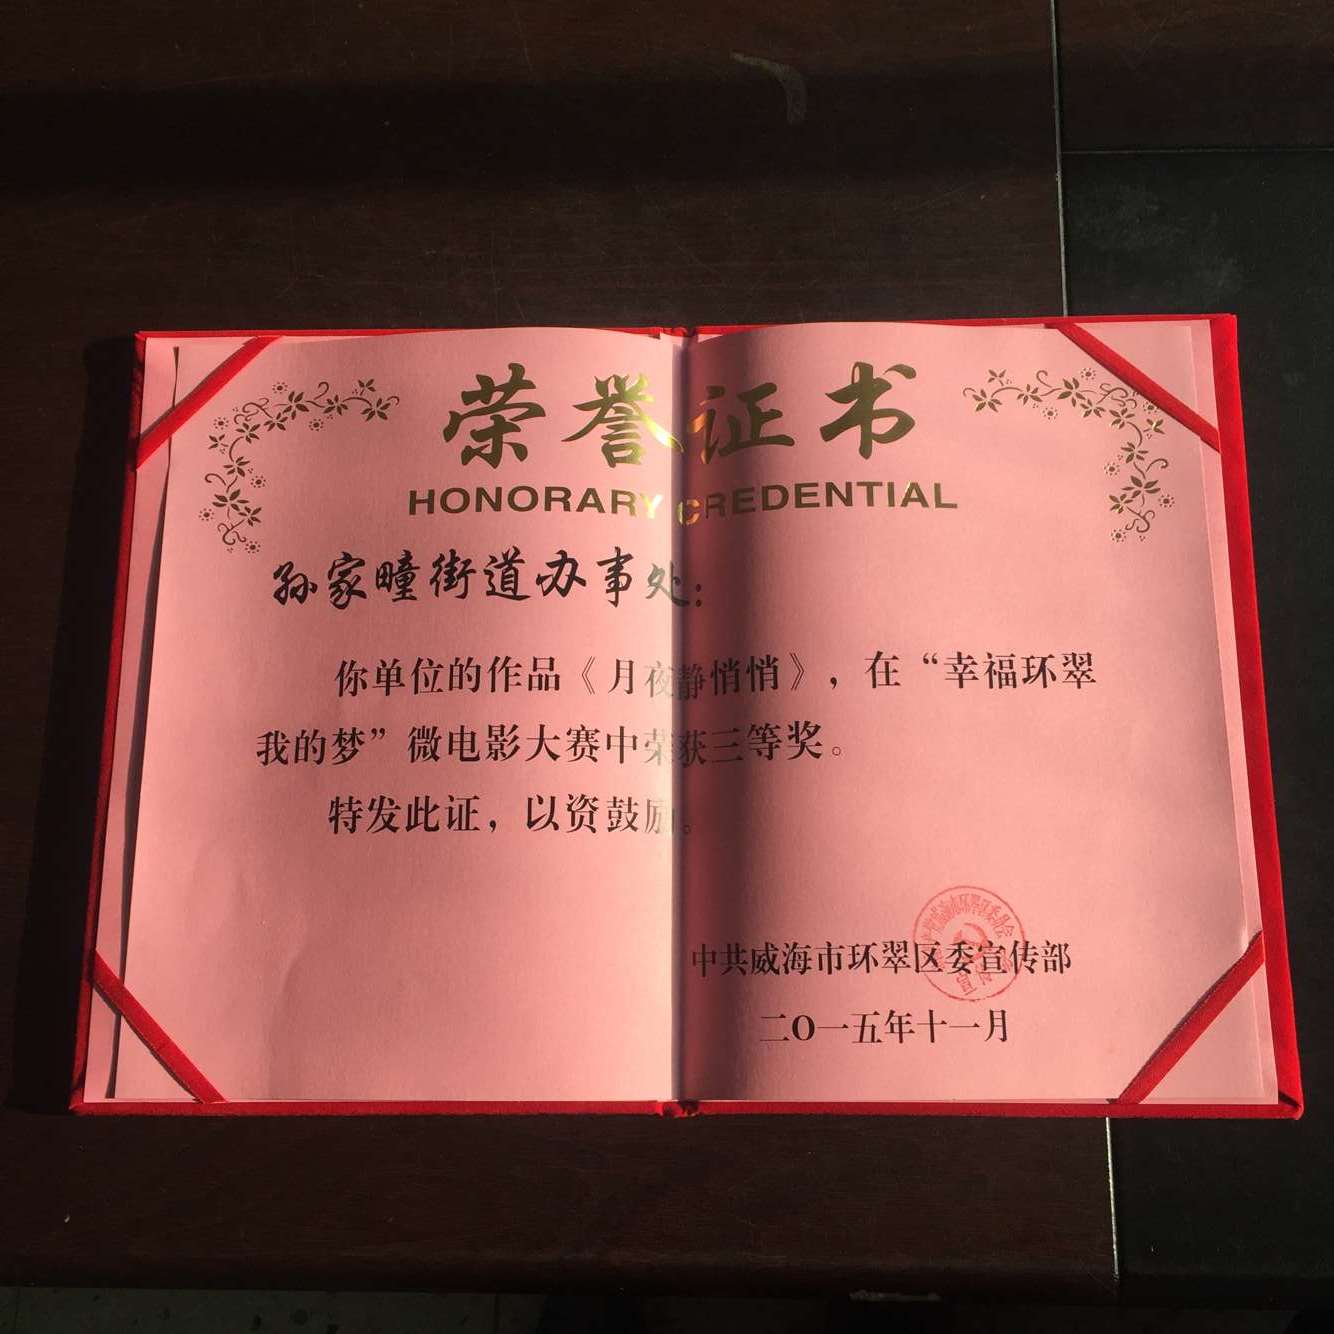 荣誉证书
HONORARY CREDENTIAL
孙家疃街道办事处：
你单位的作品《月夜静悄悄》，在“幸福环翠
我的梦”微电影大赛中荣获三等奖。
特发此证，以资鼓励。
中共威海市环翠区委宣传部
二O一五年十一月